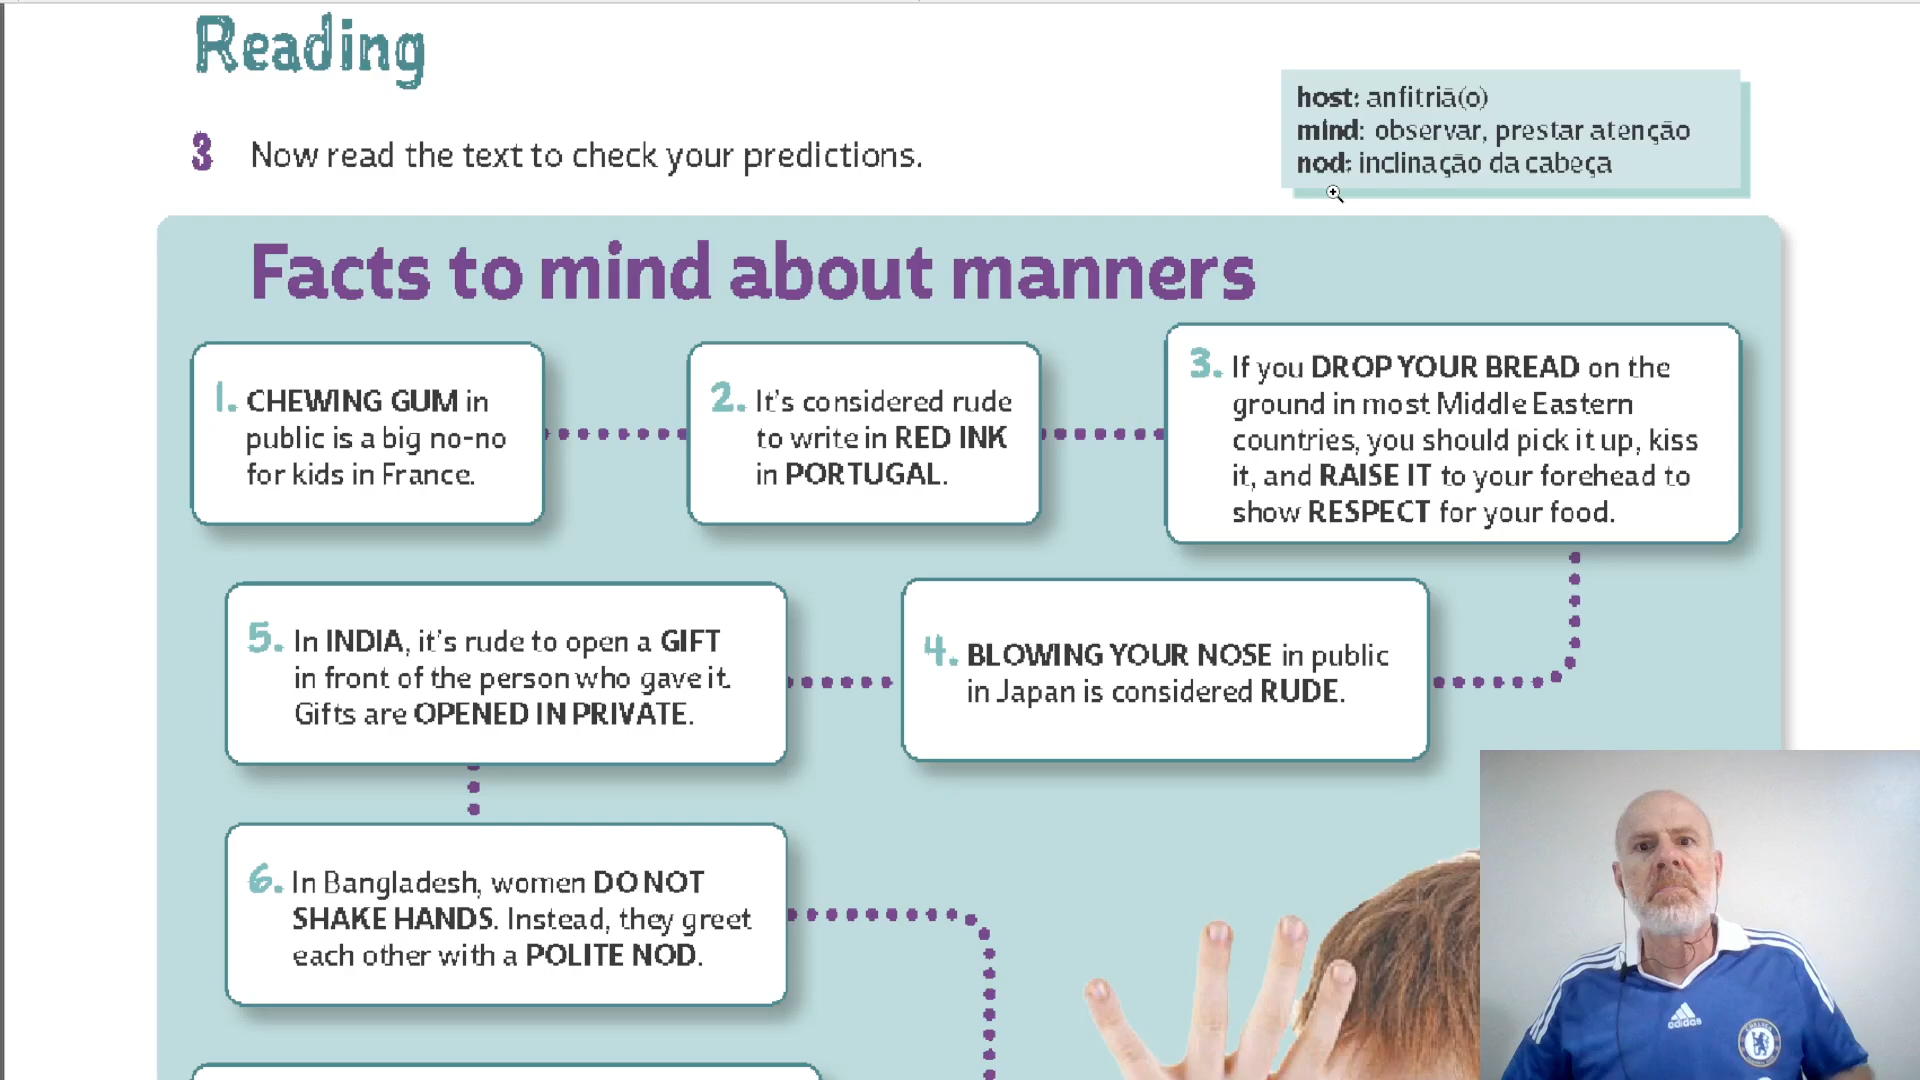 Reading
host: anfitriã(o)
mind: observar, prestar atenção
nod: inclinação da cabeça
3 Now read the text to check your predictions.
Facts to mind about manners
1. CHEWING GUM in
public is a big no-no
for kids in France.
2. It's considered rude
to write in RED INK
in PORTUGAL.
3. If you DROP YOUR BREAD on the
ground in most Middle Eastern
countries, you should pick it up, kiss
it, and RAISE IT to your forehead to
show RESPECT for your food.
4. BLOWING YOUR NOSE in public
in Japan is considered RUDE.
5. In INDIA, it's rude to open a GIFT
in front of the person who gave it.
Gifts are OPENED IN PRIVATE.
6. In Bangladesh, women DO NOT
SHAKE HANDS. Instead, they greet
each other with a POLITE NOD.
adidas